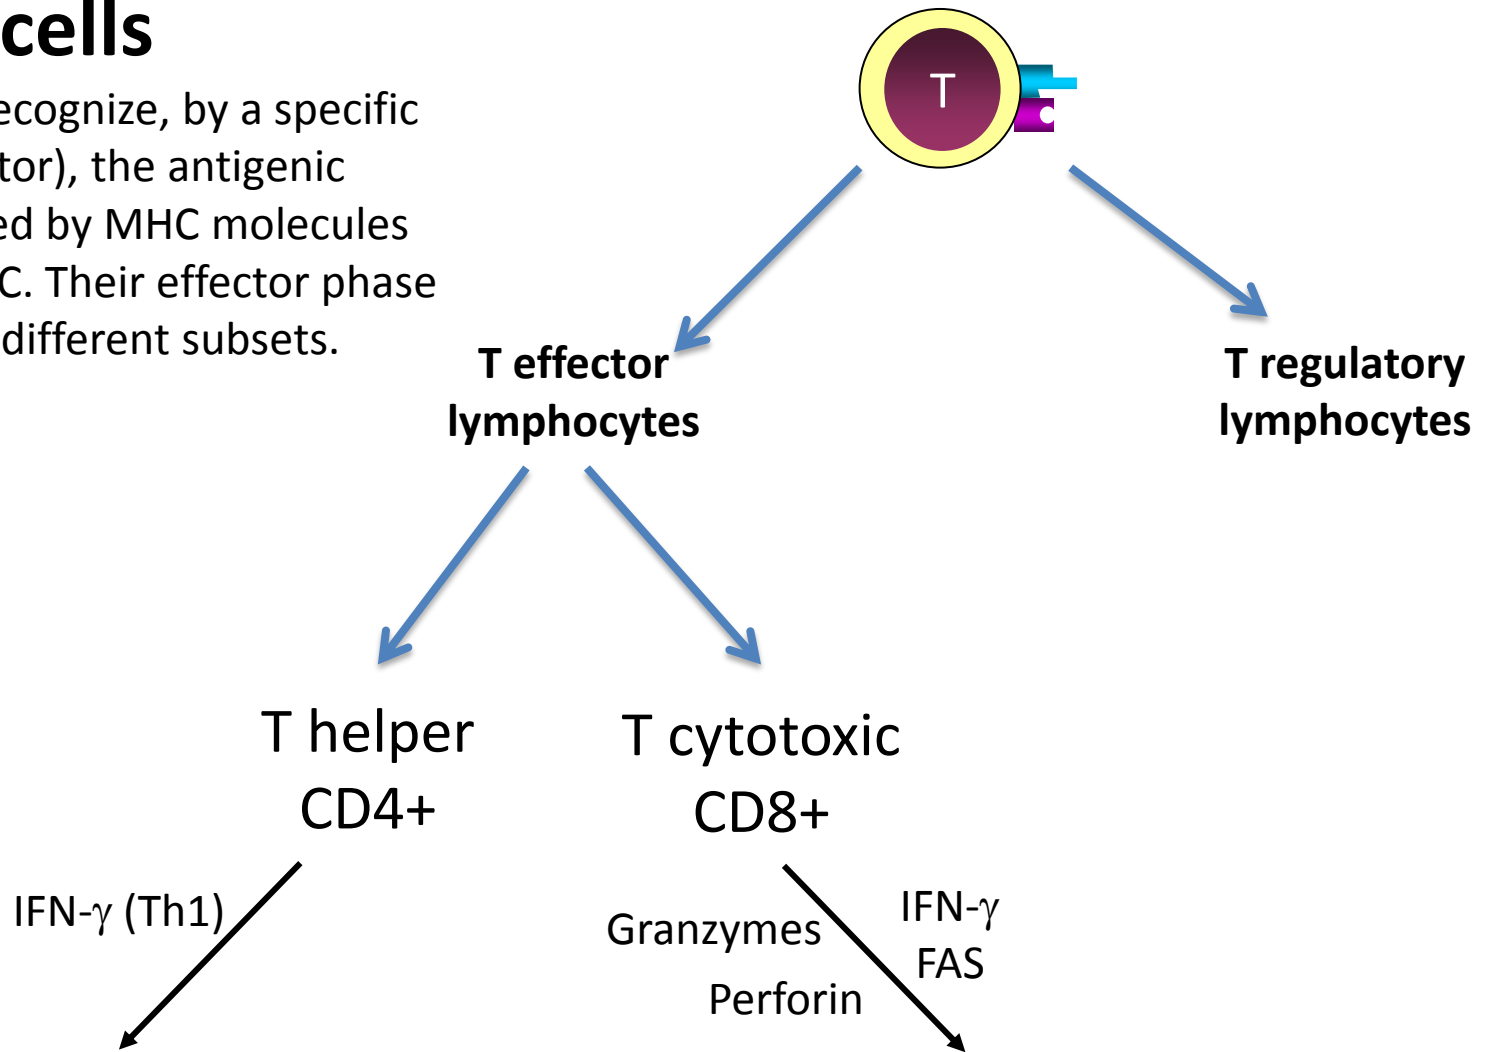 cells
ecognize, by a specific
tor), the antigenic
ed by MHC molecules
C. Their effector phase
different subsets.
T
T effector
lymphocytes
T regulatory
lymphocytes
T helper
CD4+
T cytotoxic
CD8+
IFN-γ (Th1)
Granzymes
Perforin
IFN-γ
FAS